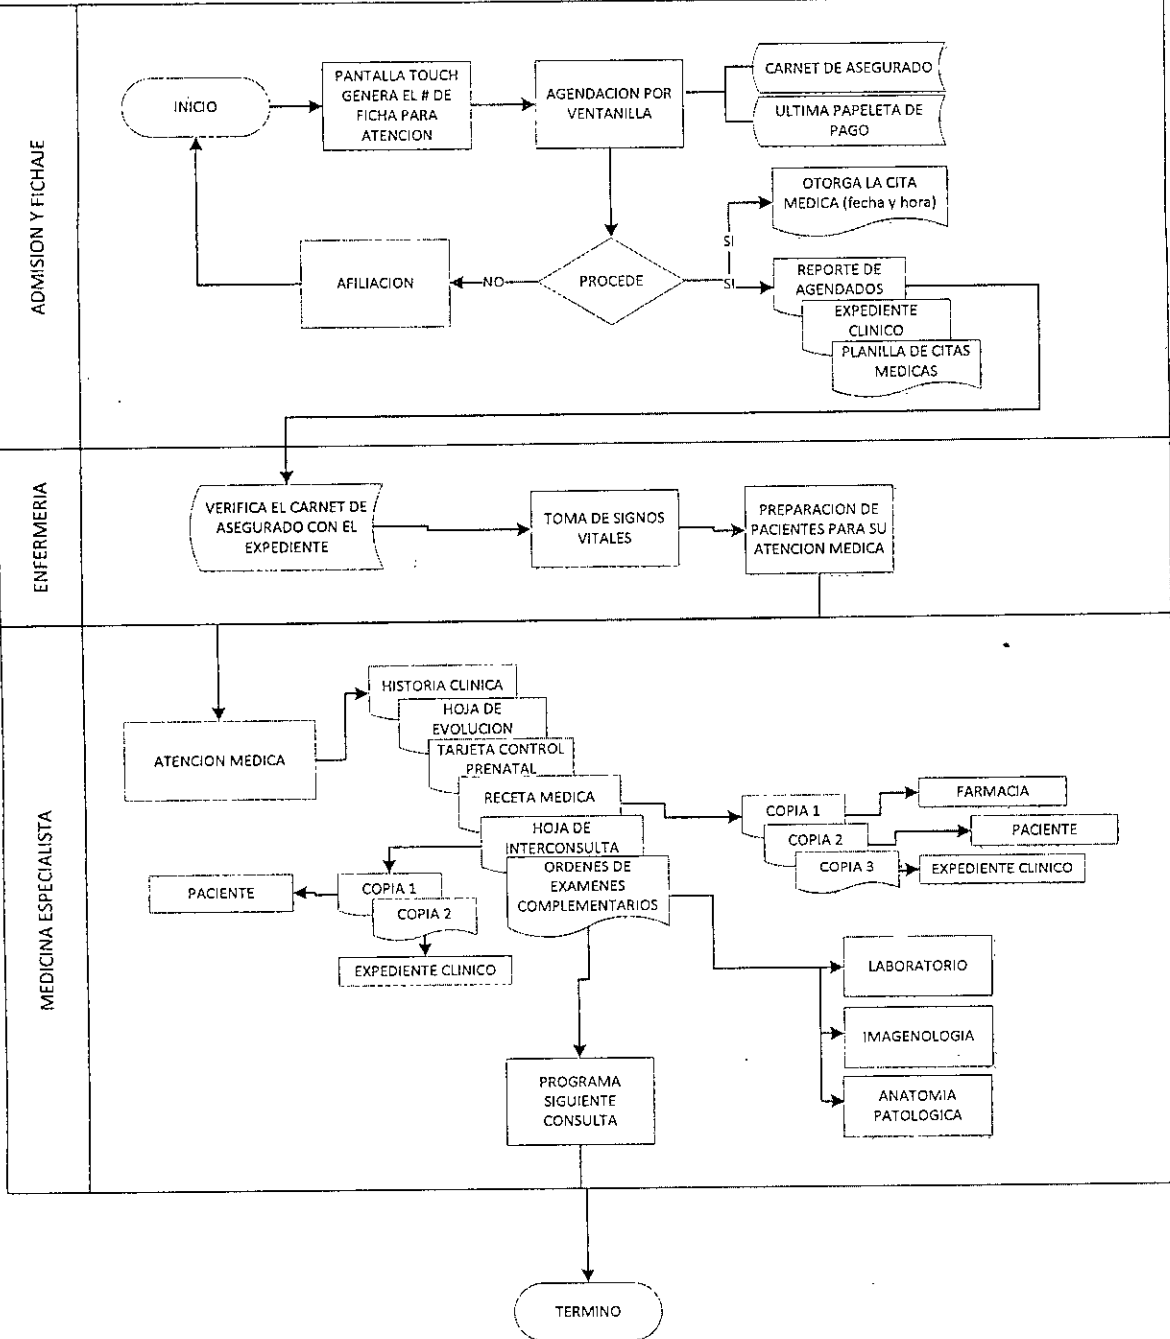 ADMISION Y FICHAJE
INICIO
PANTALLA TOUCH
GENERA EL # DE
FICHA PARA
ATENCION
AGENDACION POR
VENTANILLA
CARNET DE ASEGURADO
ULTIMA PAPELETA DE
PAGO
OTORGA LA CITA
MEDICA (fecha y hora)
SI
AFILIACION
NO
PROCEDE
SI
REPORTE DE
AGENDADOS
EXPEDIENTE
CLINICO
PLANILLA DE CITAS
MEDICAS
ENFERMERIA
VERIFICA EL CARNET DE
ASEGURADO CON EL
EXPEDIENTE
TOMA DE SIGNOS
VITALES
PREPARACION DE
PACIENTES PARA SU
ATENCION MEDICA
MEDICINA ESPECIALISTA
ATENCION MEDICA
HISTORIA CLINICA
HOJA DE
EVOLUCION
TARJETA CONTROL
PRENATAL
RECETA MEDICA
HOJA DE
INTERCONSULTA
ORDENES DE
EXAMENES
COMPLEMENTARIOS
COPIA 1
COPIA 2
COPIA 3
FARMACIA
PACIENTE
EXPEDIENTE CLINICO
PACIENTE
COPIA 1
COPIA 2
EXPEDIENTE CLINICO
LABORATORIO
IMAGENOLOGIA
ANATOMIA
PATOLOGICA
PROGRAMA
SIGUIENTE
CONSULTA
TERMINO